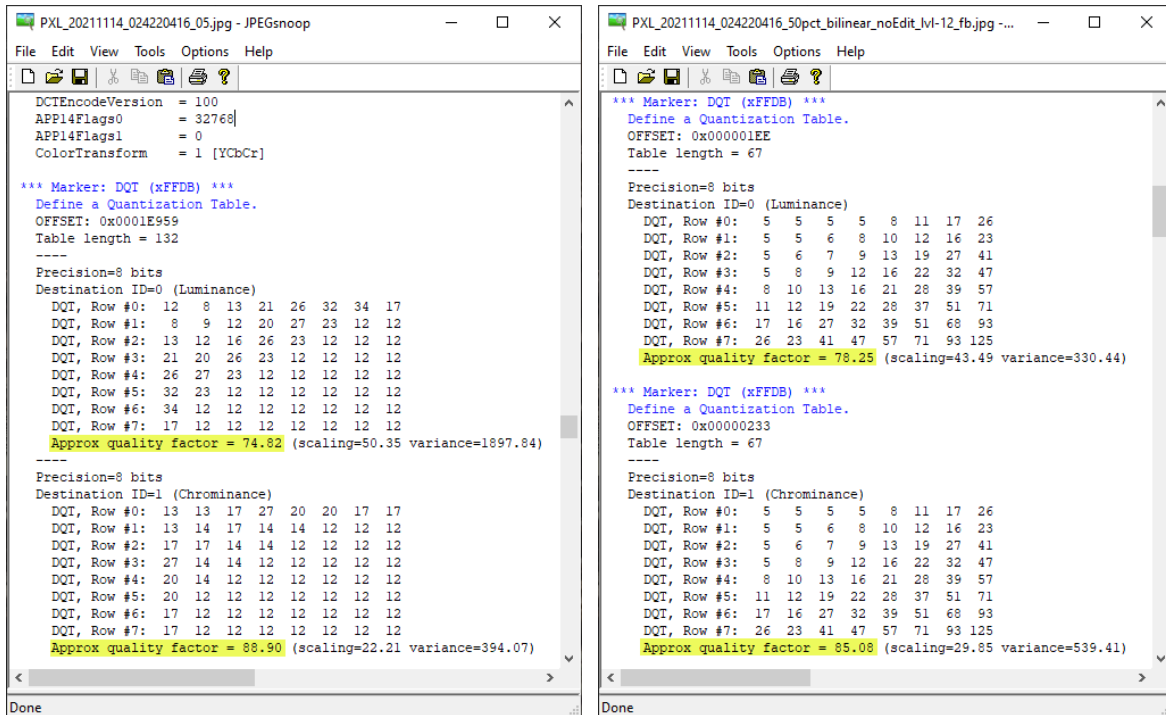 PXL_20211114_024220416_05.jpg - JPEGsnoop
File Edit View Tools Options Help
DCTEncodeVersion = 100
APP14Flags0 = 32768
APP14Flags1 = 0
ColorTransform = 1 [YCbCr]
*** Marker: DQT (xFFDB) ***
Define a Quantization Table.
OFFSET: 0x0001E959
Table length = 132
----
Precision=8 bits
Destination ID=0 (Luminance)
DQT, Row #0: 12 8 13 21 26 32 34 17
DQT, Row #1: 8 9 12 20 27 23 12 12
DQT, Row #2: 13 12 16 26 23 12 12 12
DQT, Row #3: 21 20 26 23 12 12 12 12
DQT, Row #4: 26 27 23 12 12 12 12 12
DQT, Row #5: 32 23 12 12 12 12 12 12
DQT, Row #6: 34 12 12 12 12 12 12 12
DQT, Row #7: 17 12 12 12 12 12 12 12
Approx quality factor = 74.82 (scaling=50.35 variance=1897.84)
----
Precision=8 bits
Destination ID=1 (Chrominance)
DQT, Row #0: 13 13 17 27 20 20 17 17
DQT, Row #1: 13 14 17 14 14 12 12 12
DQT, Row #2: 17 17 14 14 12 12 12 12
DQT, Row #3: 27 14 14 12 12 12 12 12
DQT, Row #4: 20 14 12 12 12 12 12 12
DQT, Row #5: 20 12 12 12 12 12 12 12
DQT, Row #6: 17 12 12 12 12 12 12 12
DQT, Row #7: 17 12 12 12 12 12 12 12
Approx quality factor = 88.90 (scaling=22.21 variance=394.07)
Done
PXL_20211114_024220416_50pct_bilinear_noEdit_lvl-12_fb.jpg -...
File Edit View Tools Options Help
*** Marker: DQT (xFFDB) ***
Define a Quantization Table.
OFFSET: 0x000001EE
Table length = 67
----
Precision=8 bits
Destination ID=0 (Luminance)
DQT, Row #0: 5 5 5 5 8 11 17 26
DQT, Row #1: 5 5 6 8 10 12 16 23
DQT, Row #2: 5 6 7 9 13 19 27 41
DQT, Row #3: 5 8 9 12 16 22 32 47
DQT, Row #4: 8 10 13 16 21 28 39 57
DQT, Row #5: 11 12 19 22 28 37 51 71
DQT, Row #6: 17 16 27 32 39 51 68 93
DQT, Row #7: 26 23 41 47 57 71 93 125
Approx quality factor = 78.25 (scaling=43.49 variance=330.44)
*** Marker: DQT (xFFDB) ***
Define a Quantization Table.
OFFSET: 0x00000233
Table length = 67
----
Precision=8 bits
Destination ID=1 (Chrominance)
DQT, Row #0: 5 5 5 5 8 11 17 26
DQT, Row #1: 5 5 6 8 10 12 16 23
DQT, Row #2: 5 6 7 9 13 19 27 41
DQT, Row #3: 5 8 9 12 16 22 32 47
DQT, Row #4: 8 10 13 16 21 28 39 57
DQT, Row #5: 11 12 19 22 28 37 51 71
DQT, Row #6: 17 16 27 32 39 51 68 93
DQT, Row #7: 26 23 41 47 57 71 93 125
Approx quality factor = 85.08 (scaling=29.85 variance=539.41)
Done